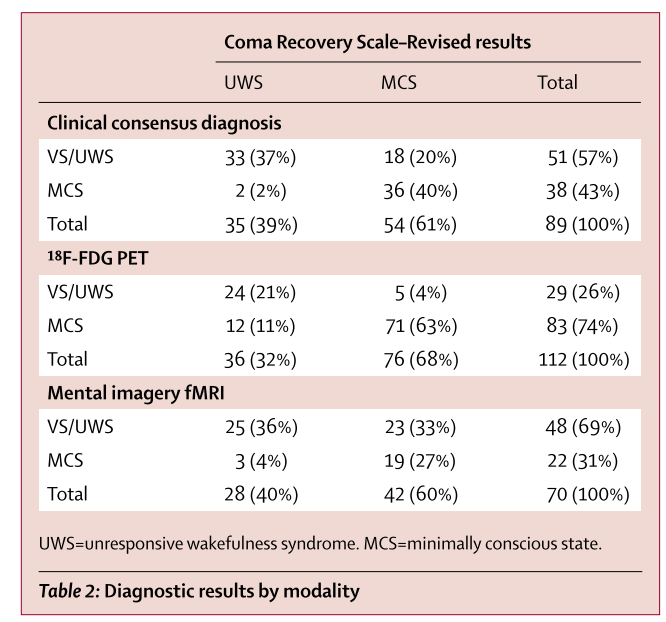 Coma Recovery Scale–Revised results
UWS MCS Total
Clinical consensus diagnosis
VS/UWS 33 (37%) 18 (20%) 51 (57%)
MCS 2 (2%) 36 (40%) 38 (43%)
Total 35 (39%) 54 (61%) 89 (100%)
¹⁸F-FDG PET
VS/UWS 24 (21%) 5 (4%) 29 (26%)
MCS 12 (11%) 71 (63%) 83 (74%)
Total 36 (32%) 76 (68%) 112 (100%)
Mental imagery fMRI
VS/UWS 25 (36%) 23 (33%) 48 (69%)
MCS 3 (4%) 19 (27%) 22 (31%)
Total 28 (40%) 42 (60%) 70 (100%)
UWS=unresponsive wakefulness syndrome. MCS=minimally conscious state.
Table 2: Diagnostic results by modality